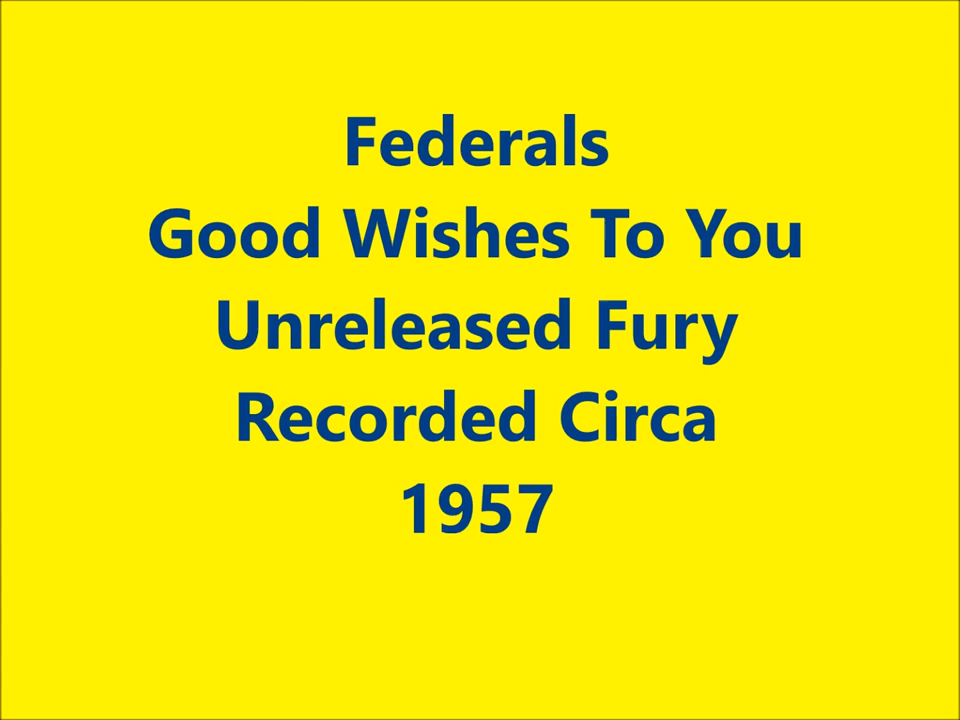 Federals
Good Wishes To You
Unreleased Fury
Recorded Circa
1957